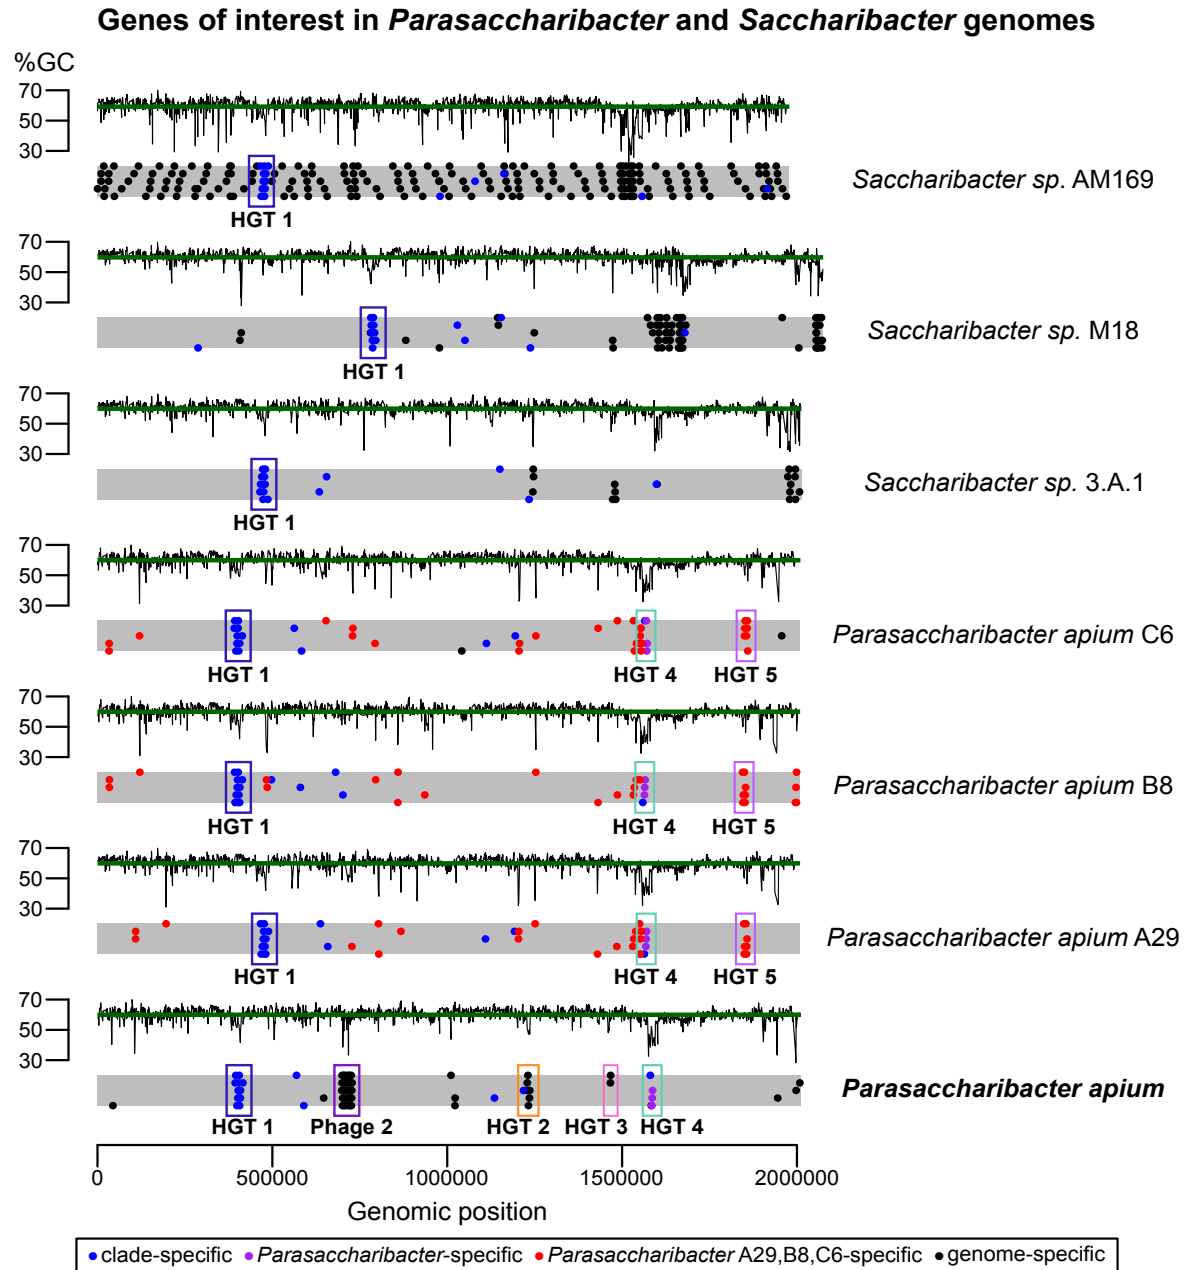 Genes of interest in Parasaccharibacter and Saccharibacter genomes
%GC
70
50
30
Saccharibacter sp. AM169
HGT 1
70
50
30
Saccharibacter sp. M18
HGT 1
70
50
30
Saccharibacter sp. 3.A.1
HGT 1
70
50
30
Parasaccharibacter apium C6
HGT 1 HGT 4 HGT 5
70
50
30
Parasaccharibacter apium B8
HGT 1 HGT 4 HGT 5
70
50
30
Parasaccharibacter apium A29
HGT 1 HGT 4 HGT 5
70
50
30
Parasaccharibacter apium
HGT 1 Phage 2 HGT 2 HGT 3 HGT 4
0 500000 1000000 1500000 2000000
Genomic position
clade-specific Parasaccharibacter-specific Parasaccharibacter A29,B8,C6-specific genome-specific